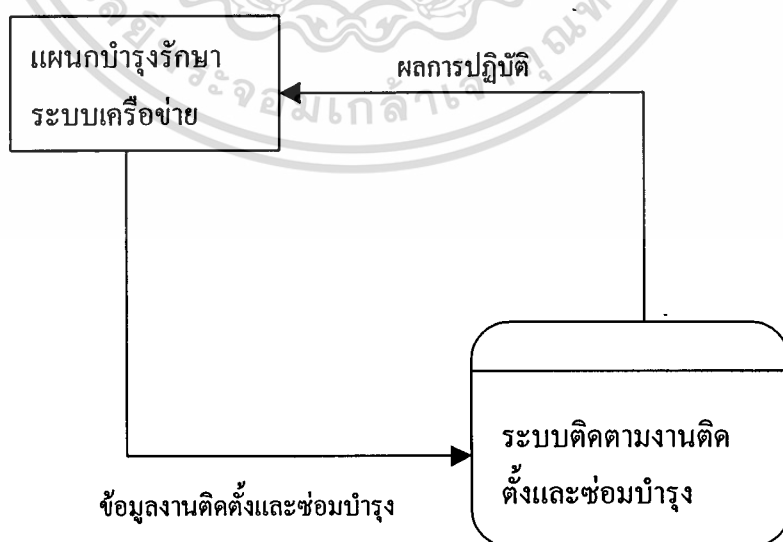 แผนกบำรุงรักษา
ระบบเครือข่าย
ผลการปฏิบัติ
ระบบติดตามงานติด
ตั้งและซ่อมบำรุง
ข้อมูลงานติดตั้งและซ่อมบำรุง